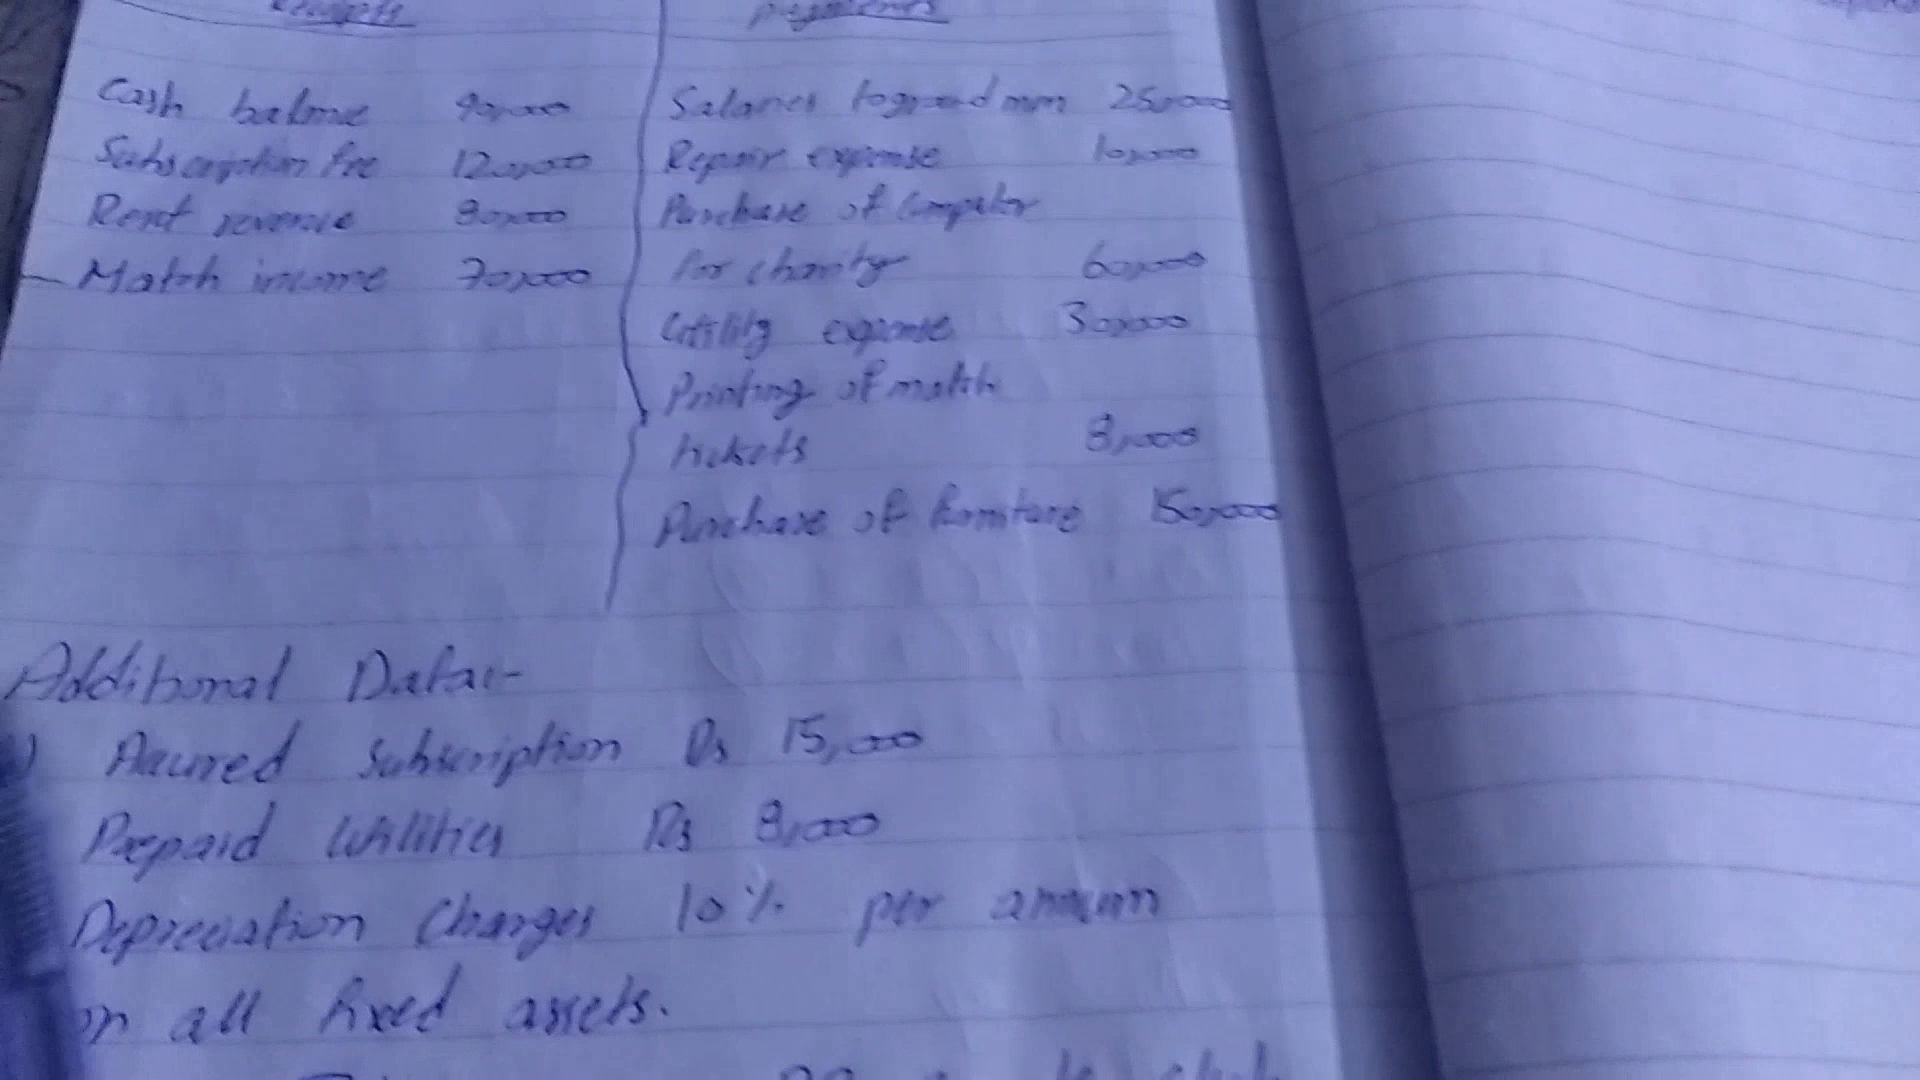 Receipts
Payments
Cash balance 90,000
Subscription fee 120,000
Rent revenue 80,000
Match income 70,000
Salaries to ground men 25,000
Repair expense 10,000
Purchase of Computer
for charity 60,000
Utility expense 30,000
Printing of match
tickets 8,000
Purchase of furniture 150,000
Additional Data:-
Accured Subscription Rs 15,000
Prepaid Utilities Rs 8,000
Depreciation Charges 10% per annum
on all fixed assets.